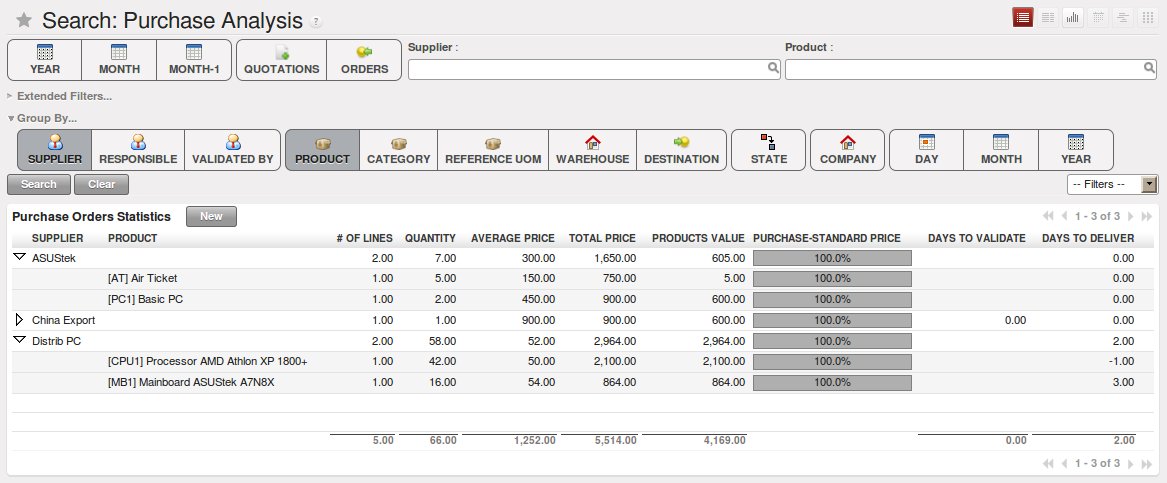 Search: Purchase Analysis ?
Supplier : Product :
YEAR MONTH MONTH-1 QUOTATIONS ORDERS
Extended Filters...
Group By...
SUPPLIER RESPONSIBLE VALIDATED BY PRODUCT CATEGORY REFERENCE UOM WAREHOUSE DESTINATION STATE COMPANY DAY MONTH YEAR
Search Clear -- Filters --
Purchase Orders Statistics New 1 - 3 of 3
SUPPLIER PRODUCT # OF LINES QUANTITY AVERAGE PRICE TOTAL PRICE PRODUCTS VALUE PURCHASE-STANDARD PRICE DAYS TO VALIDATE DAYS TO DELIVER
ASUStek 2.00 7.00 300.00 1,650.00 605.00 100.0% 0.00
[AT] Air Ticket 1.00 5.00 150.00 750.00 5.00 100.0% 0.00
[PC1] Basic PC 1.00 2.00 450.00 900.00 600.00 100.0% 0.00
China Export 1.00 1.00 900.00 900.00 600.00 100.0% 0.00 0.00
Distrib PC 2.00 58.00 52.00 2,964.00 2,964.00 100.0% 2.00
[CPU1] Processor AMD Athlon XP 1800+ 1.00 42.00 50.00 2,100.00 2,100.00 100.0% -1.00
[MB1] Mainboard ASUStek A7N8X 1.00 16.00 54.00 864.00 864.00 100.0% 3.00
5.00 66.00 1,252.00 5,514.00 4,169.00 0.00 2.00
1 - 3 of 3